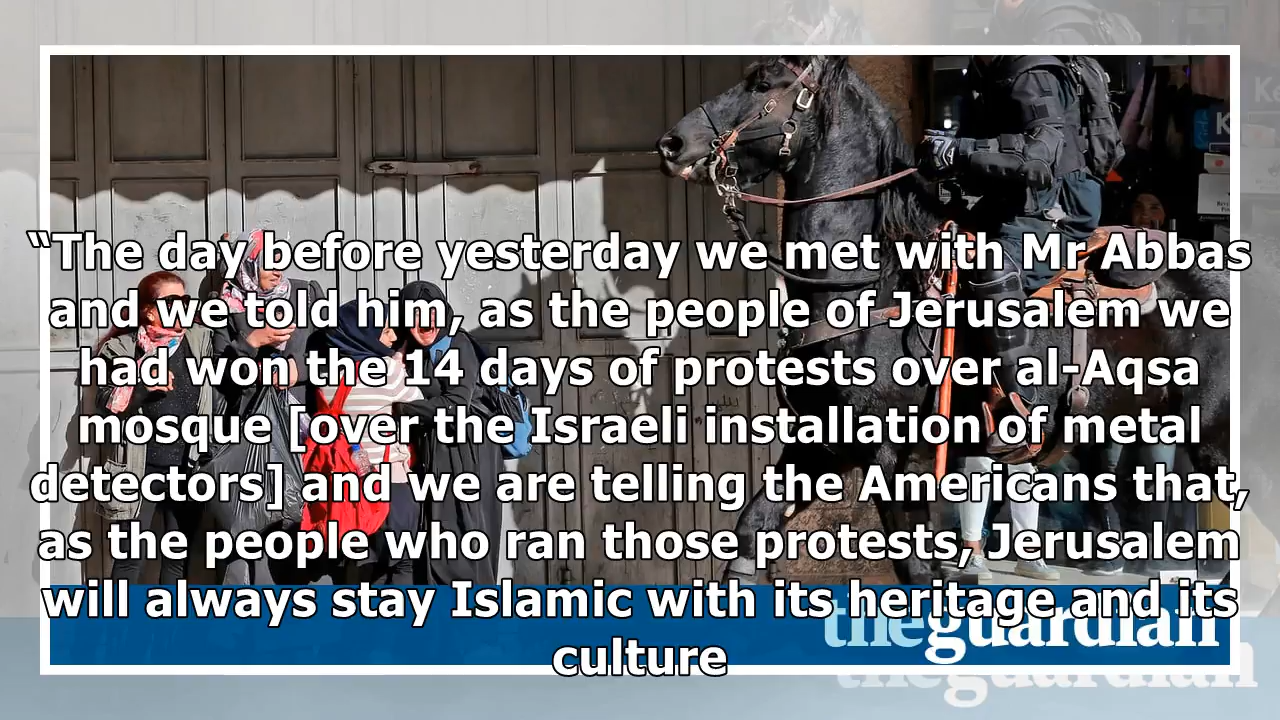 “The day before yesterday we met with Mr Abbas
and we told him, as the people of Jerusalem we
had won the 14 days of protests over al-Aqsa
mosque [over the Israeli installation of metal
detectors] and we are telling the Americans that,
as the people who ran those protests, Jerusalem
will always stay Islamic with its heritage and its
culture
theguardian
theguardian